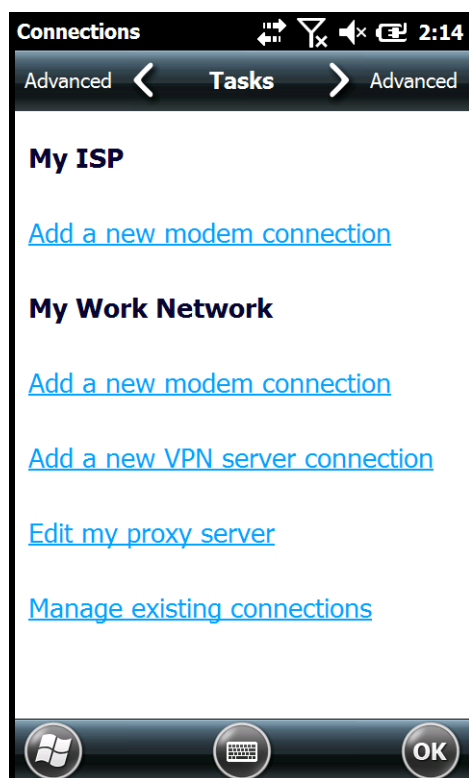 Connections 2:14
Advanced Tasks Advanced
My ISP
Add a new modem connection
My Work Network
Add a new modem connection
Add a new VPN server connection
Edit my proxy server
Manage existing connections
OK